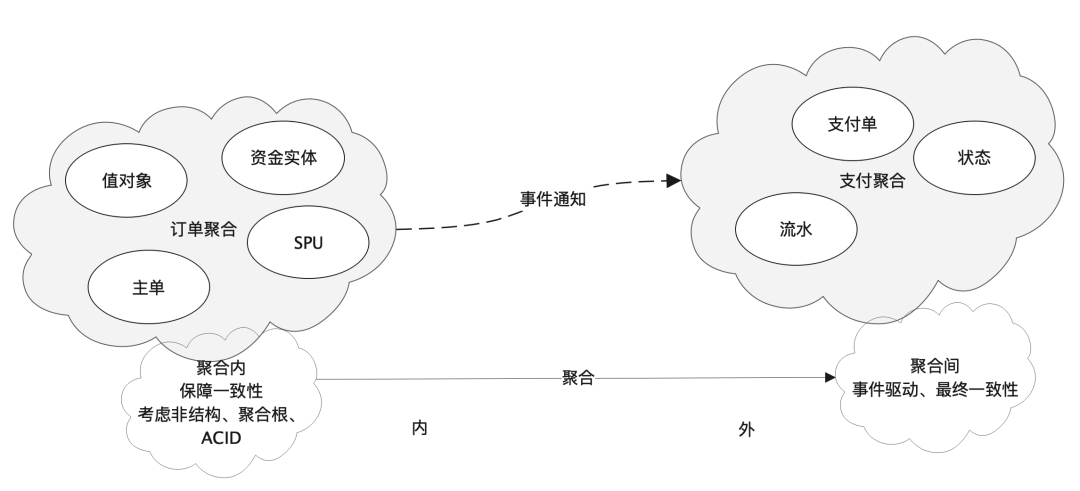 支付单
资金实体
状态
值对象
支付聚合
事件通知
订单聚合
流水
SPU
主单
聚合内
保障一致性
考虑非结构、聚合根、
ACID
聚合
聚合间
事件驱动、最终一致性
内
外